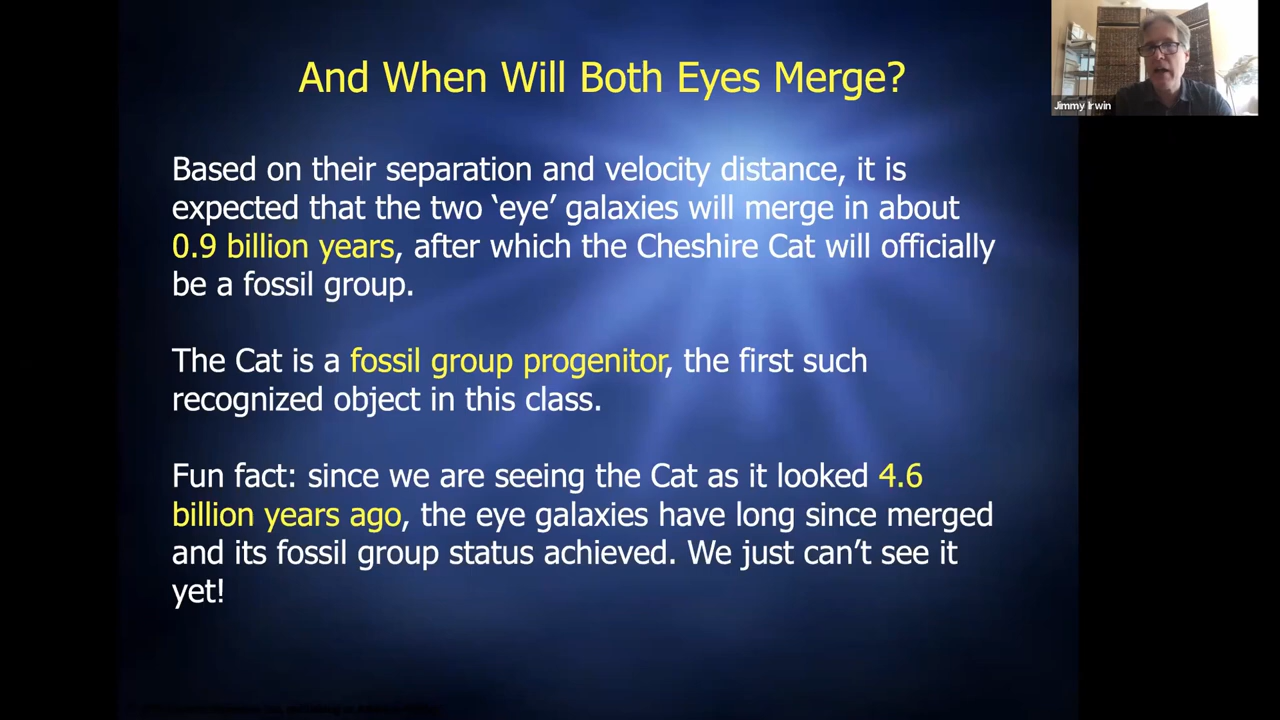 And When Will Both Eyes Merge?
Jimmy Irwin
Based on their separation and velocity distance, it is
expected that the two ‘eye’ galaxies will merge in about
0.9 billion years, after which the Cheshire Cat will officially
be a fossil group.
The Cat is a fossil group progenitor, the first such
recognized object in this class.
Fun fact: since we are seeing the Cat as it looked 4.6
billion years ago, the eye galaxies have long since merged
and its fossil group status achieved. We just can’t see it
yet!